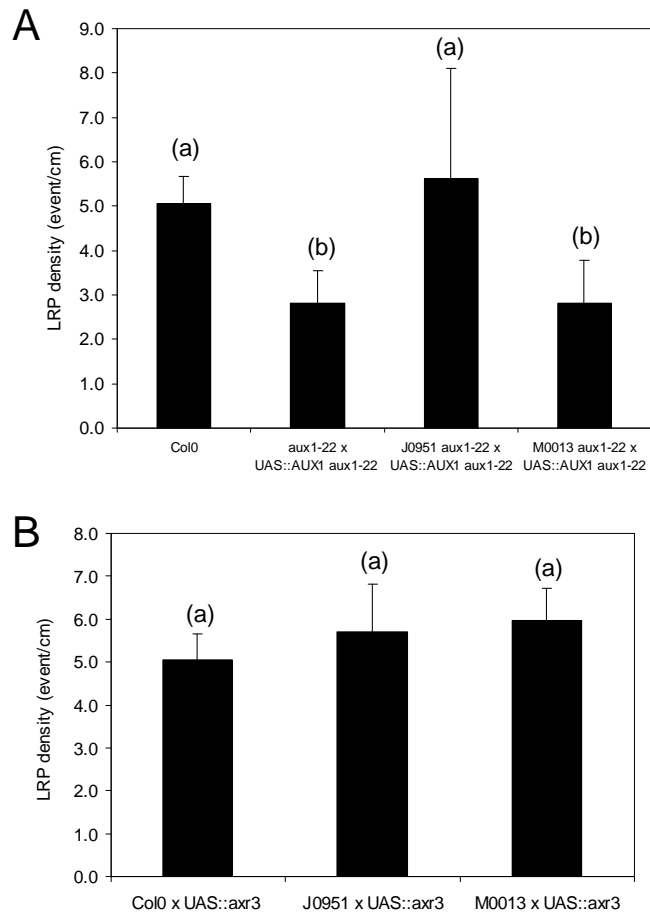 A
9.0
8.0
7.0
6.0
5.0
4.0
3.0
2.0
1.0
0.0
LRP density (event/cm)
(a)
(b)
(a)
(b)
Col0
aux1-22 x
UAS::AUX1 aux1-22
J0951 aux1-22 x
UAS::AUX1 aux1-22
M0013 aux1-22 x
UAS::AUX1 aux1-22
B
8.0
7.0
6.0
5.0
4.0
3.0
2.0
1.0
0.0
LRP density (event/cm)
(a)
(a)
(a)
Col0 x UAS::axr3
J0951 x UAS::axr3
M0013 x UAS::axr3